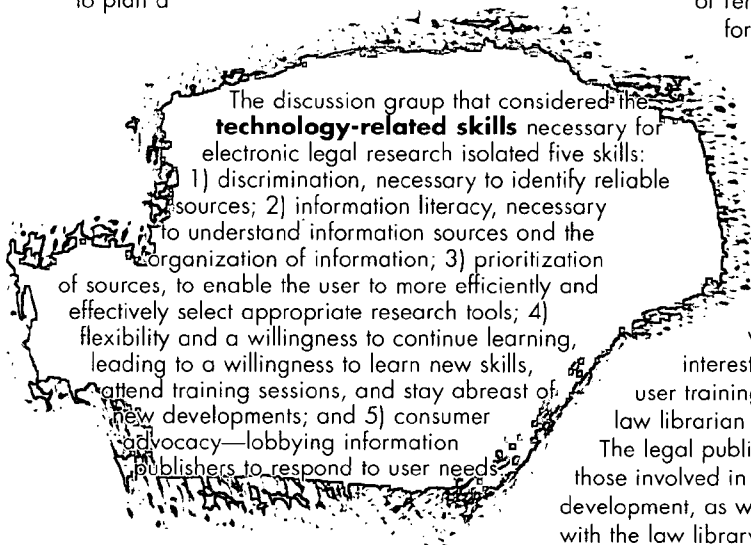 to plan a
for
The discussion graup that considered the
technology-related skills necessary for
electronic legal research isolated five skills:
1) discrimination, necessary to identify reliable
sources; 2) information literacy, necessary
to understand information sources ond the
organization of information; 3) prioritization
of sources, to enable the user to more efficiently and
effectively select appropriate research tools; 4)
flexibility and a willingness to continue learning,
leading to a willingness to learn new skills,
attend training sessions, and stay abreast of
new developments; and 5) consumer
advocacy—lobbying information
publishers to respond to user needs.
interest
user training
law librarian
The legal publi
those involved in
development, as w
with the law library